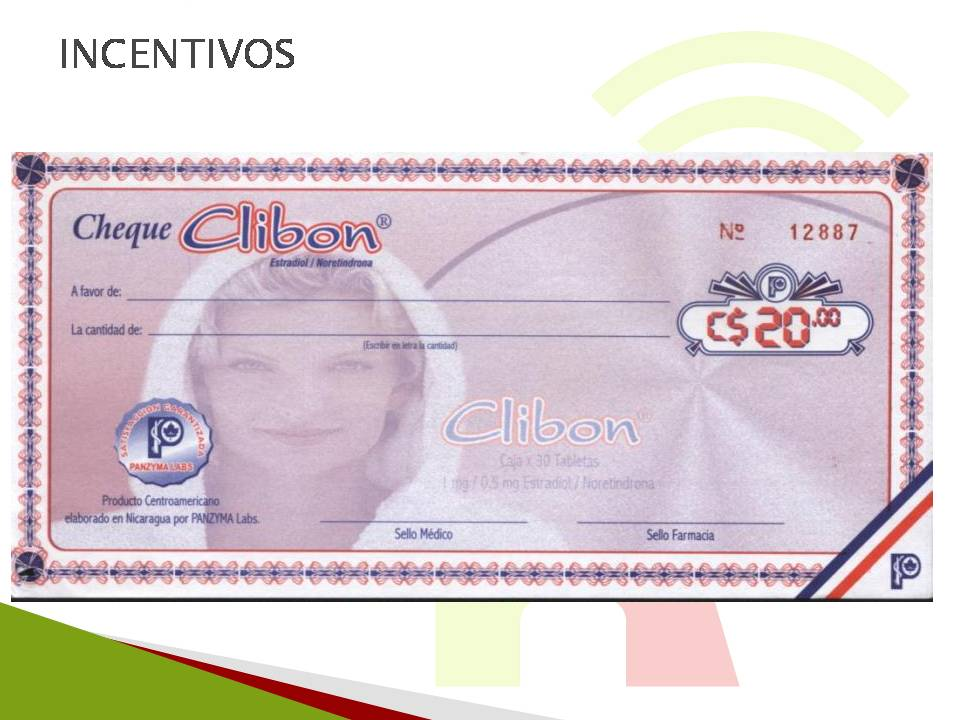 INCENTIVOS
Cheque Clibon®
Estradiol / Noretindrona
Nº 12887
A favor de:
C$ 20.00
La cantidad de:
(Escribir en letra la cantidad)
SATISFACCION GARANTIZADA
PANZYMA LABS
Clibon®
Caja x 30 Tabletas
1 mg / 0.5 mg Estradiol / Noretindrona
Producto Centroamericano
elaborado en Nicaragua por PANZYMA Labs.
Sello Médico
Sello Farmacia